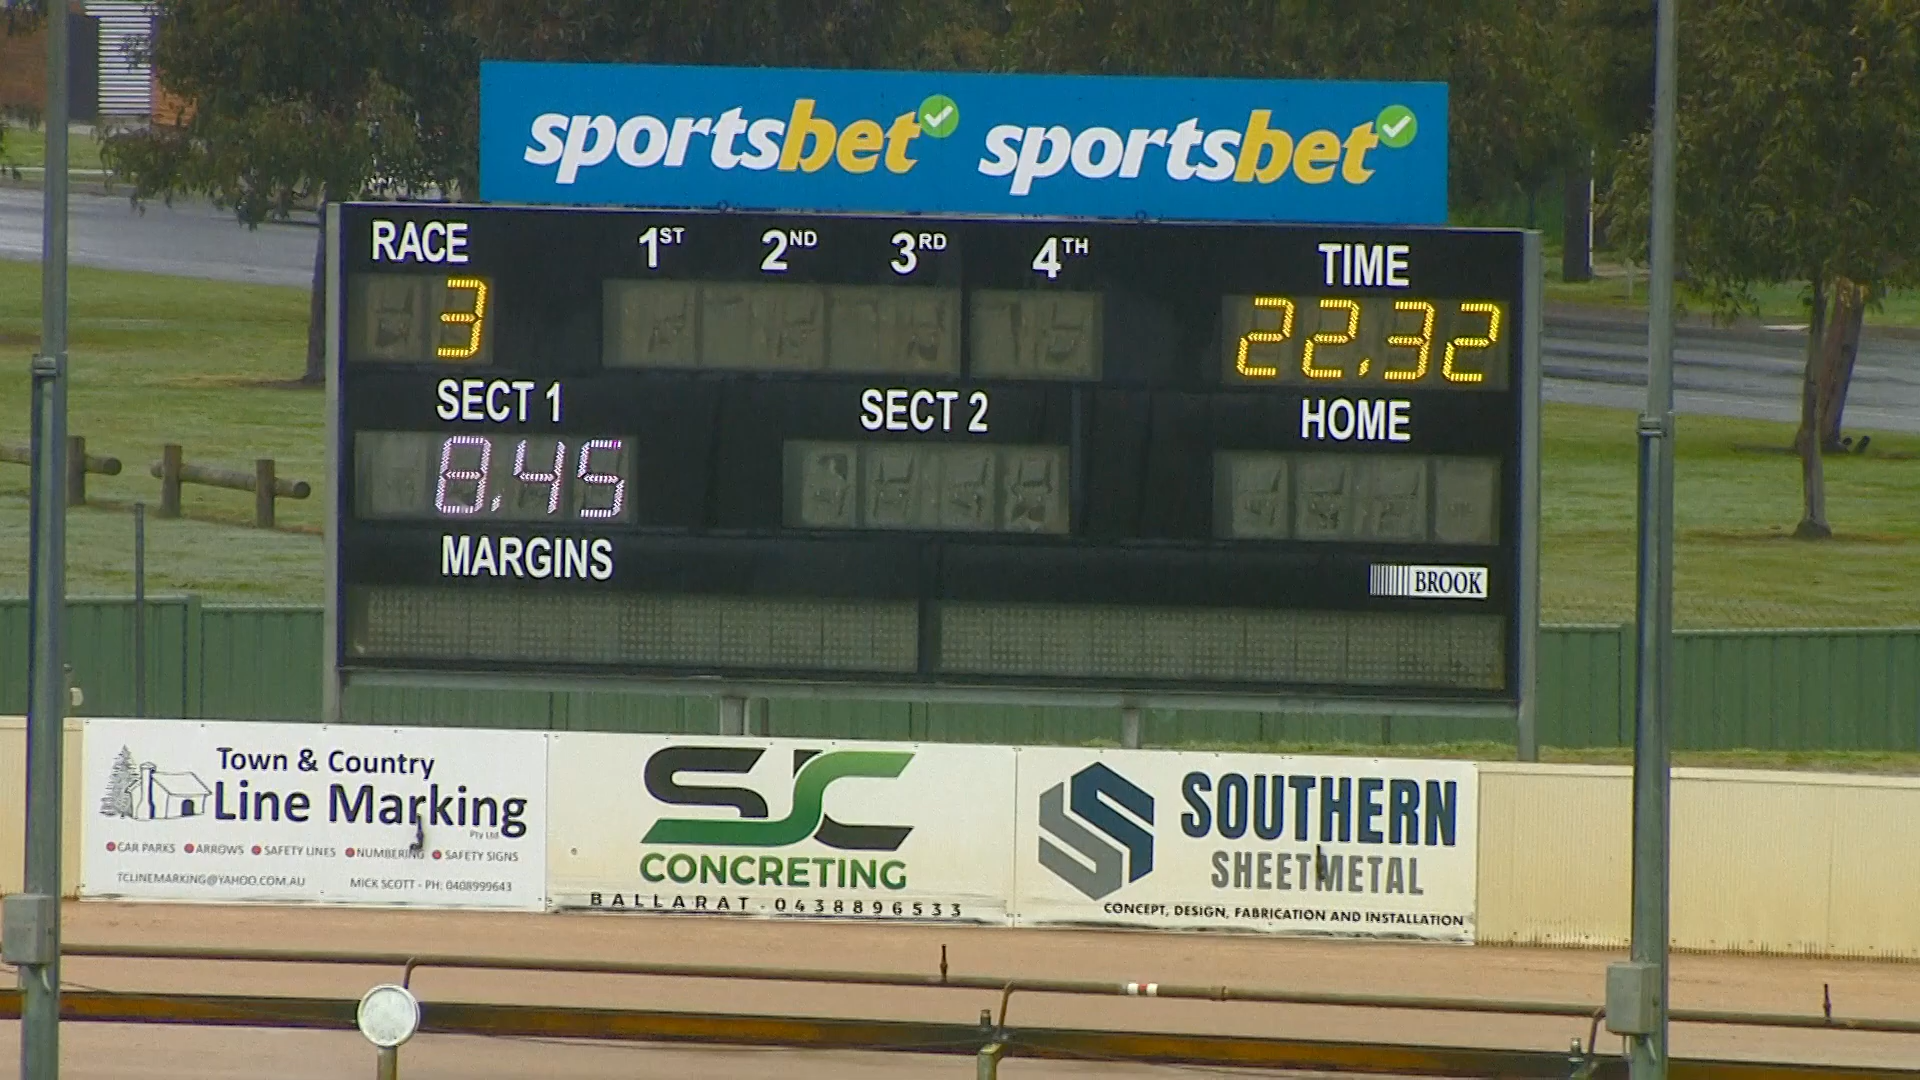 sportsbet sportsbet
RACE 1ST 2ND 3RD 4TH TIME
3 22.32
SECT 1 SECT 2 HOME
8.45
MARGINS
BROOK
Town & Country
Line Marking
Pty Ltd
CAR PARKS ARROWS SAFETY LINES NUMBERING SAFETY SIGNS
TCLINEMARKING@YAHOO.COM.AU MICK SCOTT - PH: 0408999643
SJC
CONCRETING
BALLARAT - 0438896533
SOUTHERN
SHEETMETAL
CONCEPT, DESIGN, FABRICATION AND INSTALLATION